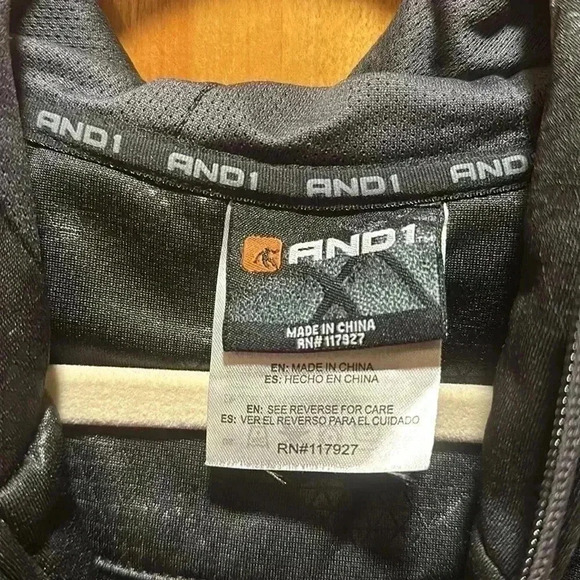 AND1 AND1 AND1 AND1
AND1
MADE IN CHINA
RN# 117927
EN: MADE IN CHINA
ES: HECHO EN CHINA
EN: SEE REVERSE FOR CARE
ES: VER EL REVERSO PARA EL CUIDADO
RN#117927